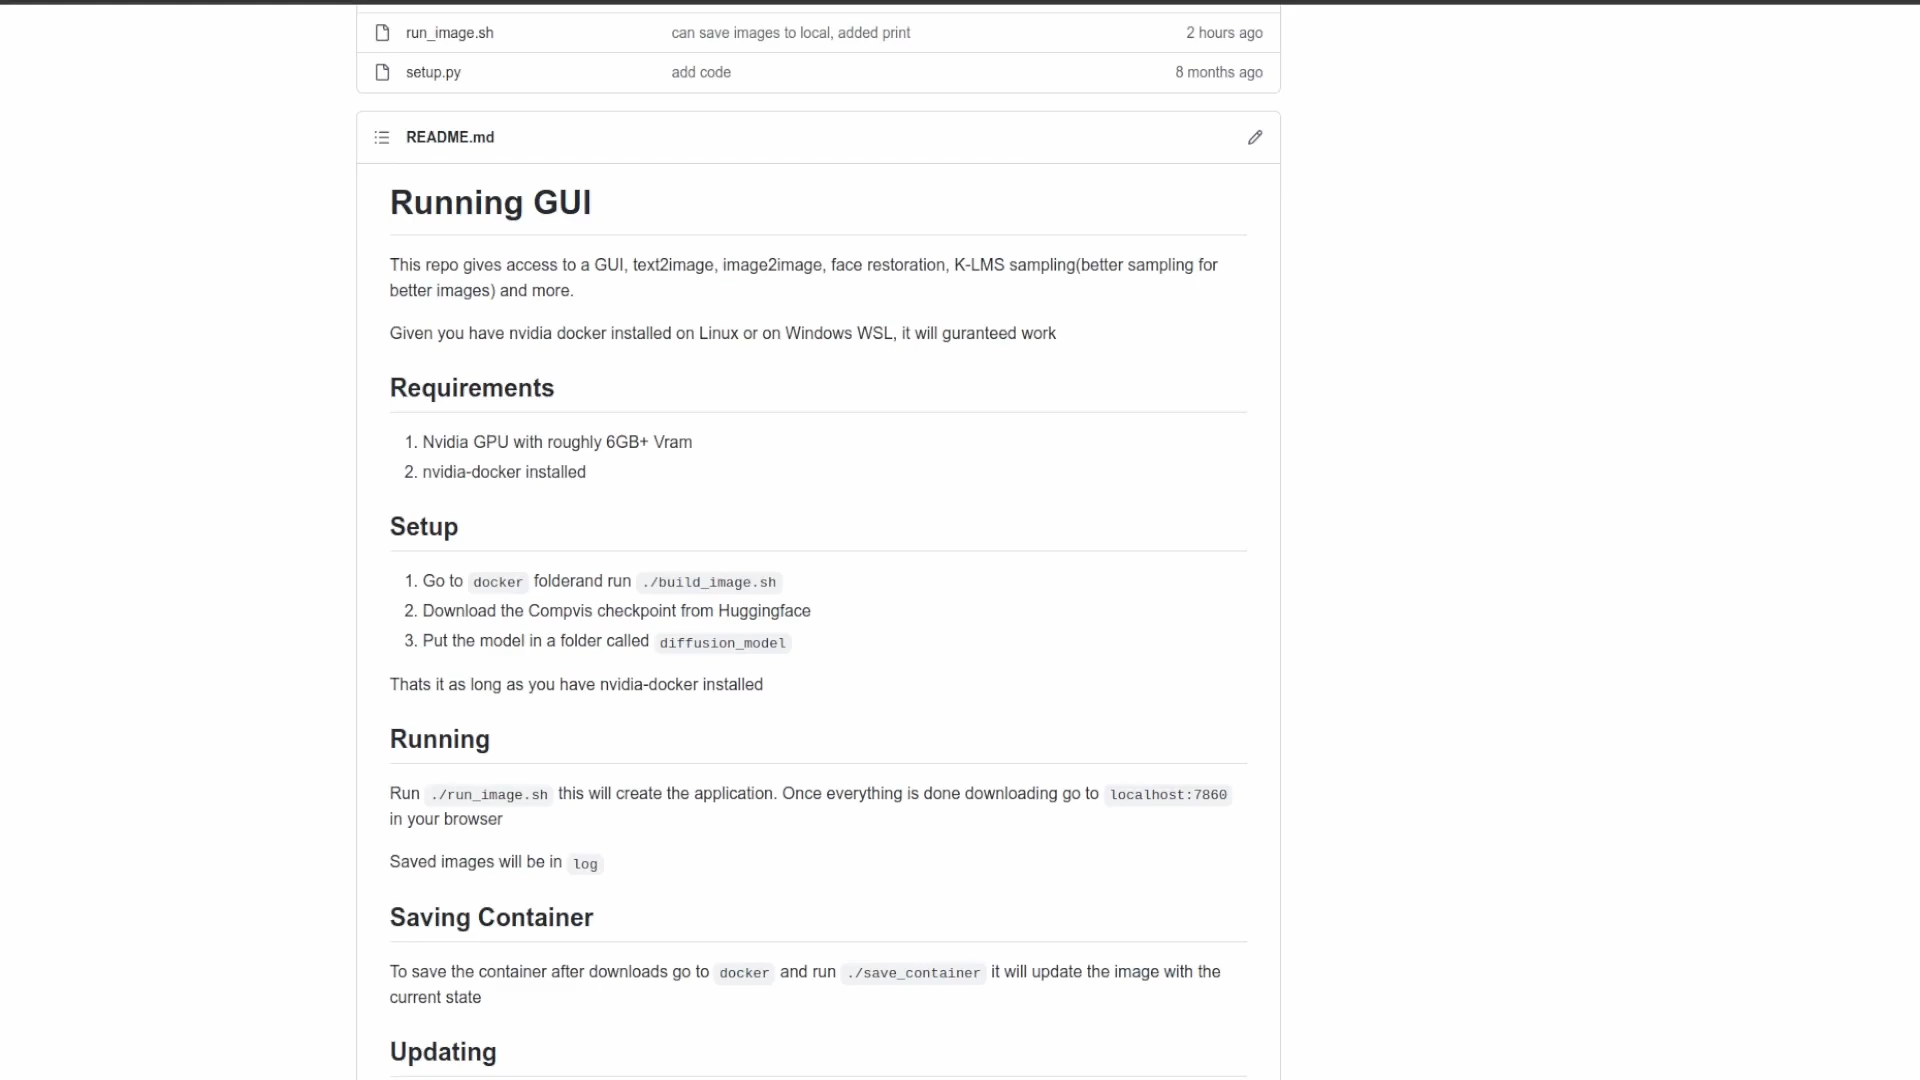 run_image.sh can save images to local, added print 2 hours ago
setup.py add code 8 months ago
README.md
Running GUI
This repo gives access to a GUI, text2image, image2image, face restoration, K-LMS sampling(better sampling for
better images) and more.
Given you have nvidia docker installed on Linux or on Windows WSL, it will guranteed work
Requirements
1. Nvidia GPU with roughly 6GB+ Vram
2. nvidia-docker installed
Setup
1. Go to docker folderand run ./build_image.sh
2. Download the Compvis checkpoint from Huggingface
3. Put the model in a folder called diffusion_model
Thats it as long as you have nvidia-docker installed
Running
Run ./run_image.sh this will create the application. Once everything is done downloading go to localhost:7860
in your browser
Saved images will be in log
Saving Container
To save the container after downloads go to docker and run ./save_container it will update the image with the
current state
Updating